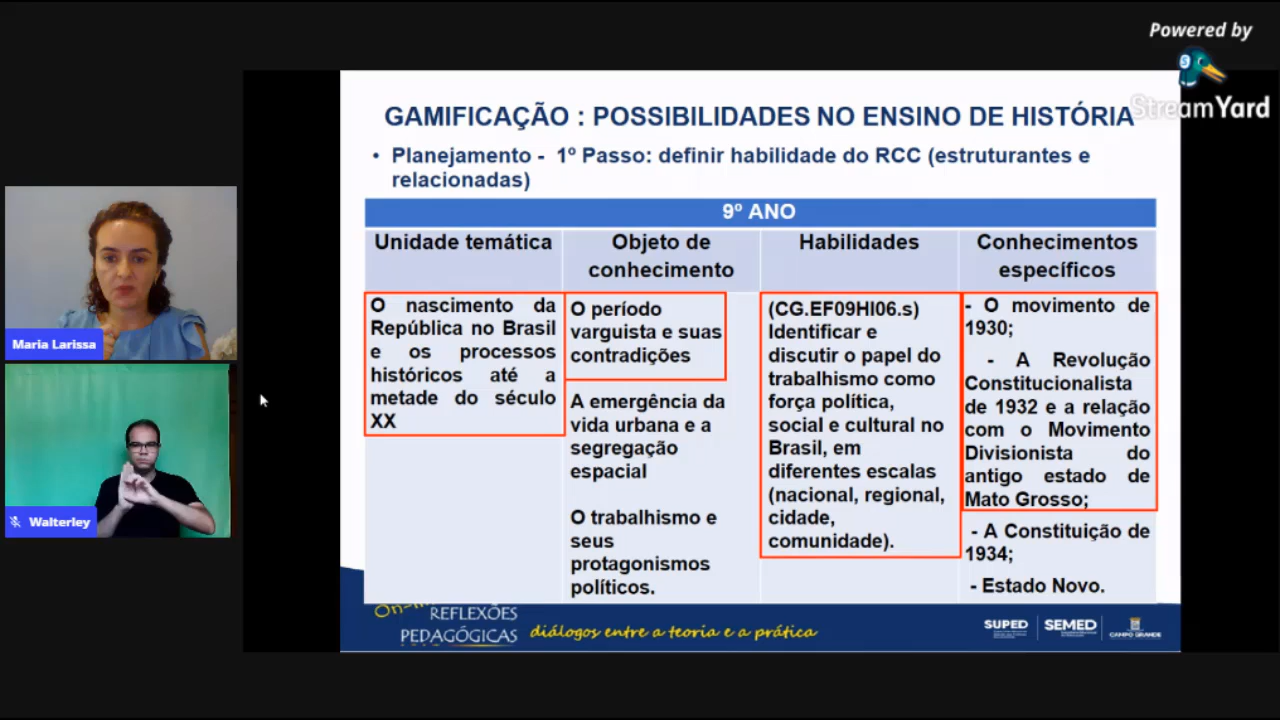 Powered by
StreamYard
GAMIFICAÇÃO : POSSIBILIDADES NO ENSINO DE HISTÓRIA
• Planejamento - 1º Passo: definir habilidade do RCC (estruturantes e
relacionadas)
9º ANO
Unidade temática
Objeto de
conhecimento
Habilidades
Conhecimentos
específicos
O nascimento da
República no Brasil
e os processos
históricos até a
metade do século
XX
O período
varguista e suas
contradições
A emergência da
vida urbana e a
segregação
espacial
O trabalhismo e
seus
protagonismos
políticos.
(CG.EF09HI06.s)
Identificar e
discutir o papel do
trabalhismo como
força política,
social e cultural no
Brasil, em
diferentes escalas
(nacional, regional,
cidade,
comunidade).
- O movimento de
1930;
- A Revolução
Constitucionalista
de 1932 e a relação
com o Movimento
Divisionista do
antigo estado de
Mato Grosso;
- A Constituição de
1934;
- Estado Novo.
Maria Larissa
Walterley
REFLEXÕES
PEDAGÓGICAS
diálogos entre a teoria e a prática
SUPED
SEMED
CAMPO GRANDE